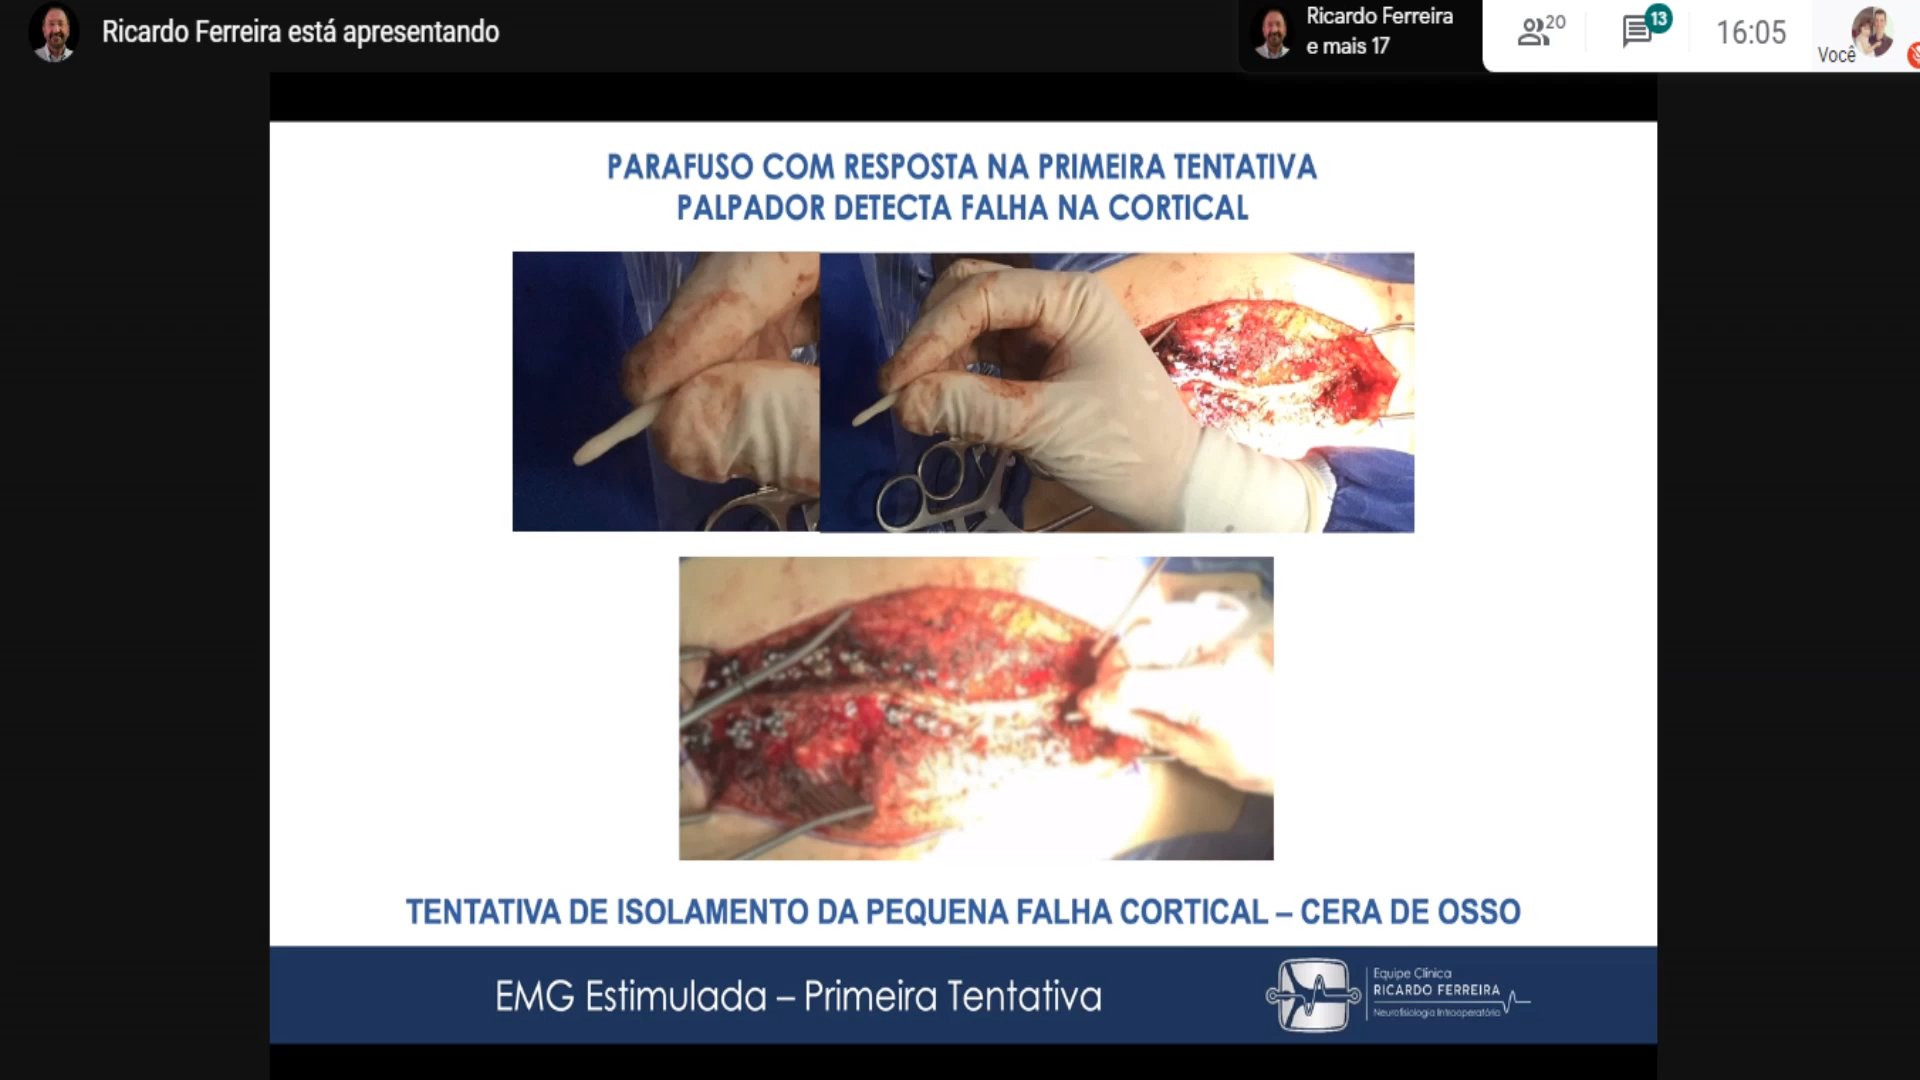 Ricardo Ferreira está apresentando
Ricardo Ferreira
e mais 17
20
13
16:05
Você
PARAFUSO COM RESPOSTA NA PRIMEIRA TENTATIVA
PALPADOR DETECTA FALHA NA CORTICAL
TENTATIVA DE ISOLAMENTO DA PEQUENA FALHA CORTICAL – CERA DE OSSO
EMG Estimulada – Primeira Tentativa
Equipe Clínica
RICARDO FERREIRA
Neurofisiologia Intraoperatória